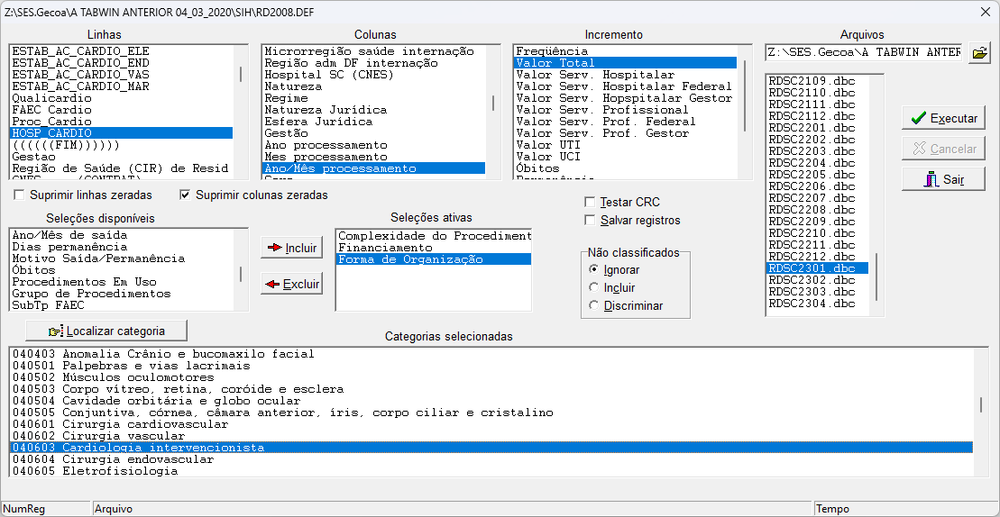 Z:\SES.Gecoa\A TABWIN ANTERIOR 04_03_2020\SIH\RD2008.DEF
Linhas
ESTAB_AC_CARDIO_ELE
ESTAB_AC_CARDIO_END
ESTAB_AC_CARDIO_VAS
ESTAB_AC_CARDIO_MAR
Qualicardio
FAEC Cardio
Proc_Cardio
HOSP_CARDIO
((((((FIM))))))
Gestao
Região de Saúde (CIR) de Resid
Colunas
Microrregião saúde internação
Região adm DF internação
Hospital SC (CNES)
Natureza
Regime
Natureza Jurídica
Esfera Jurídica
Gestão
Ano processamento
Mes processamento
Ano/Mês processamento
Incremento
Freqüência
Valor Total
Valor Serv. Hospitalar
Valor Serv. Hospitalar Federal
Valor Serv. Hopspitalar Gestor
Valor Serv. Profissional
Valor Serv. Prof. Federal
Valor Serv. Prof. Gestor
Valor UTI
Valor UCI
Óbitos
Arquivos
Z:\SES.Gecoa\A TABWIN ANTER
RDSC2109.dbc
RDSC2110.dbc
RDSC2111.dbc
RDSC2112.dbc
RDSC2201.dbc
RDSC2202.dbc
RDSC2203.dbc
RDSC2204.dbc
RDSC2205.dbc
RDSC2206.dbc
RDSC2207.dbc
RDSC2208.dbc
RDSC2209.dbc
RDSC2210.dbc
RDSC2211.dbc
RDSC2212.dbc
RDSC2301.dbc
RDSC2302.dbc
RDSC2303.dbc
RDSC2304.dbc
Executar
Cancelar
Sair
Suprimir linhas zeradas
Suprimir colunas zeradas
Testar CRC
Salvar registros
Seleções disponíveis
Ano/Mês de saída
Dias permanência
Motivo Saída/Permanência
Óbitos
Procedimentos Em Uso
Grupo de Procedimentos
SubTp FAEC
Incluir
Excluir
Seleções ativas
Complexidade do Procediment
Financiamento
Forma de Organização
Não classificados
Ignorar
Incluir
Discriminar
Localizar categoria
Categorias selecionadas
040403 Anomalia Crânio e bucomaxilo facial
040501 Palpebras e vias lacrimais
040502 Músculos oculomotores
040503 Corpo vítreo, retina, coróide e esclera
040504 Cavidade orbitária e globo ocular
040505 Conjuntiva, córnea, câmara anterior, íris, corpo ciliar e cristalino
040601 Cirurgia cardiovascular
040602 Cirurgia vascular
040603 Cardiologia intervencionista
040604 Cirurgia endovascular
040605 Eletrofisiologia
NumReg
Arquivo
Tempo